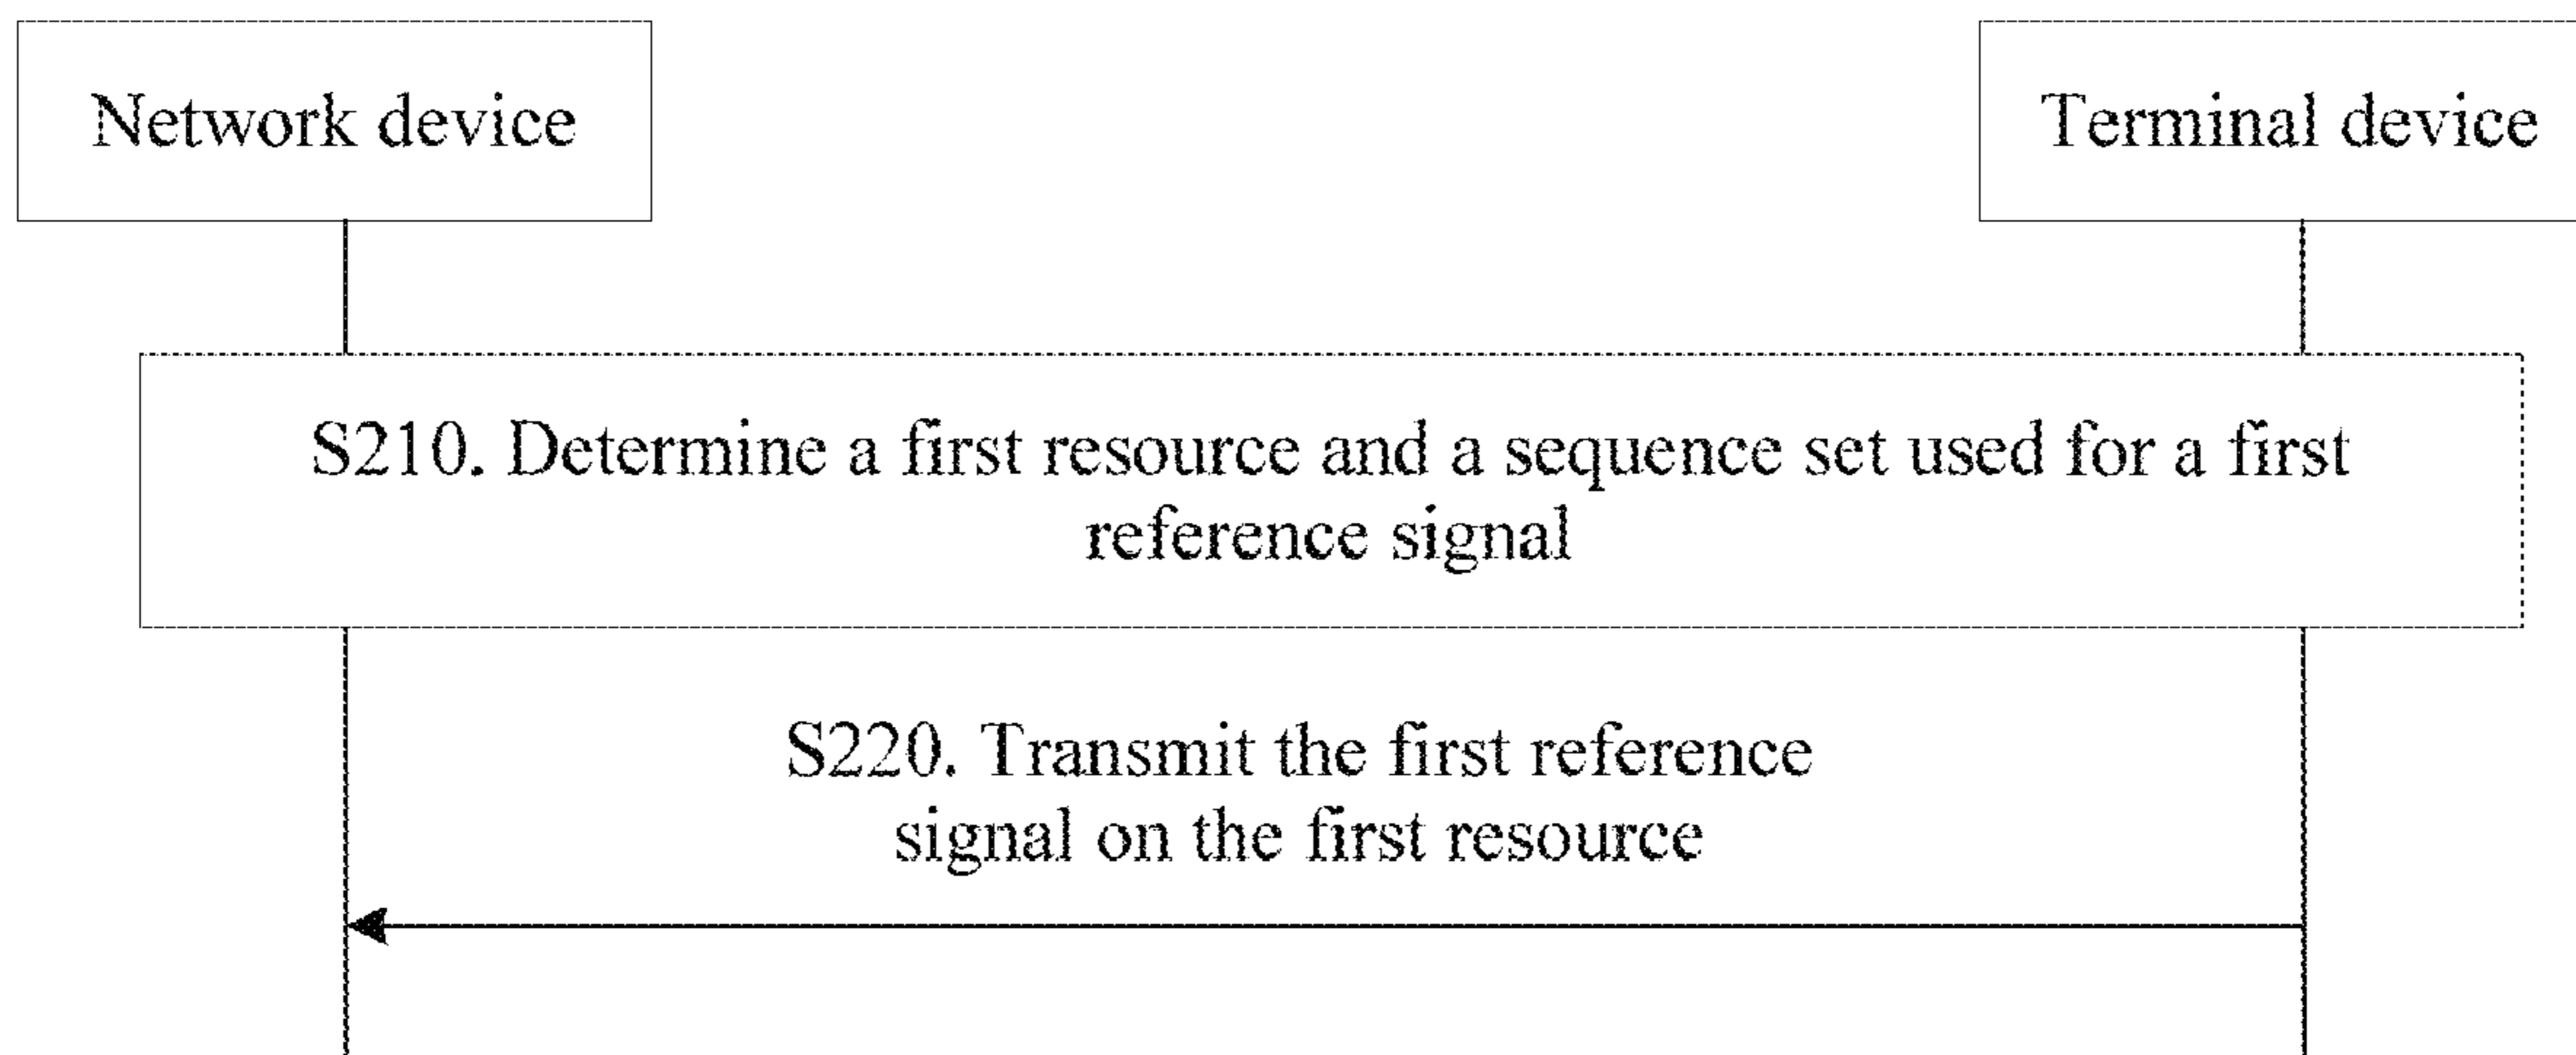 Network device
Terminal device
S210. Determine a first resource and a sequence set used for a first
reference signal
S220. Transmit the first reference
signal on the first resource